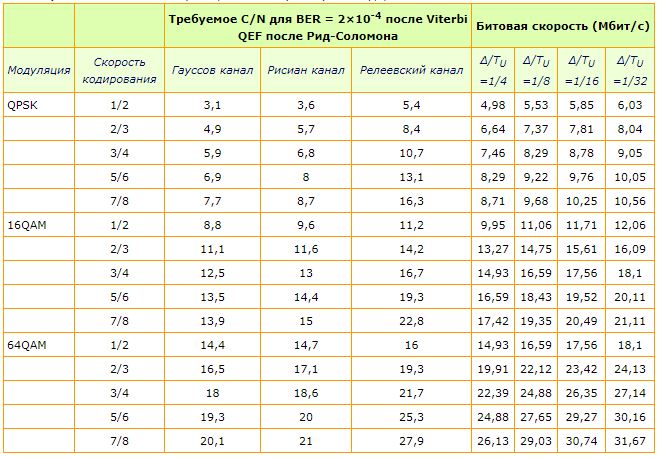 Требуемое C/N для BER = 2×10⁻⁴ после Viterbi QEF после Рид-Соломона Битовая скорость (Мбит/с)
Модуляция Скорость кодирования Гауссов канал Рисиан канал Релеевский канал Δ/TU =1/4 Δ/TU =1/8 Δ/TU =1/16 Δ/TU =1/32
QPSK 1/2 3,1 3,6 5,4 4,98 5,53 5,85 6,03
2/3 4,9 5,7 8,4 6,64 7,37 7,81 8,04
3/4 5,9 6,8 10,7 7,46 8,29 8,78 9,05
5/6 6,9 8 13,1 8,29 9,22 9,76 10,05
7/8 7,7 8,7 16,3 8,71 9,68 10,25 10,56
16QAM 1/2 8,8 9,6 11,2 9,95 11,06 11,71 12,06
2/3 11,1 11,6 14,2 13,27 14,75 15,61 16,09
3/4 12,5 13 16,7 14,93 16,59 17,56 18,1
5/6 13,5 14,4 19,3 16,59 18,43 19,52 20,11
7/8 13,9 15 22,8 17,42 19,35 20,49 21,11
64QAM 1/2 14,4 14,7 16 14,93 16,59 17,56 18,1
2/3 16,5 17,1 19,3 19,91 22,12 23,42 24,13
3/4 18 18,6 21,7 22,39 24,88 26,35 27,14
5/6 19,3 20 25,3 24,88 27,65 29,27 30,16
7/8 20,1 21 27,9 26,13 29,03 30,74 31,67